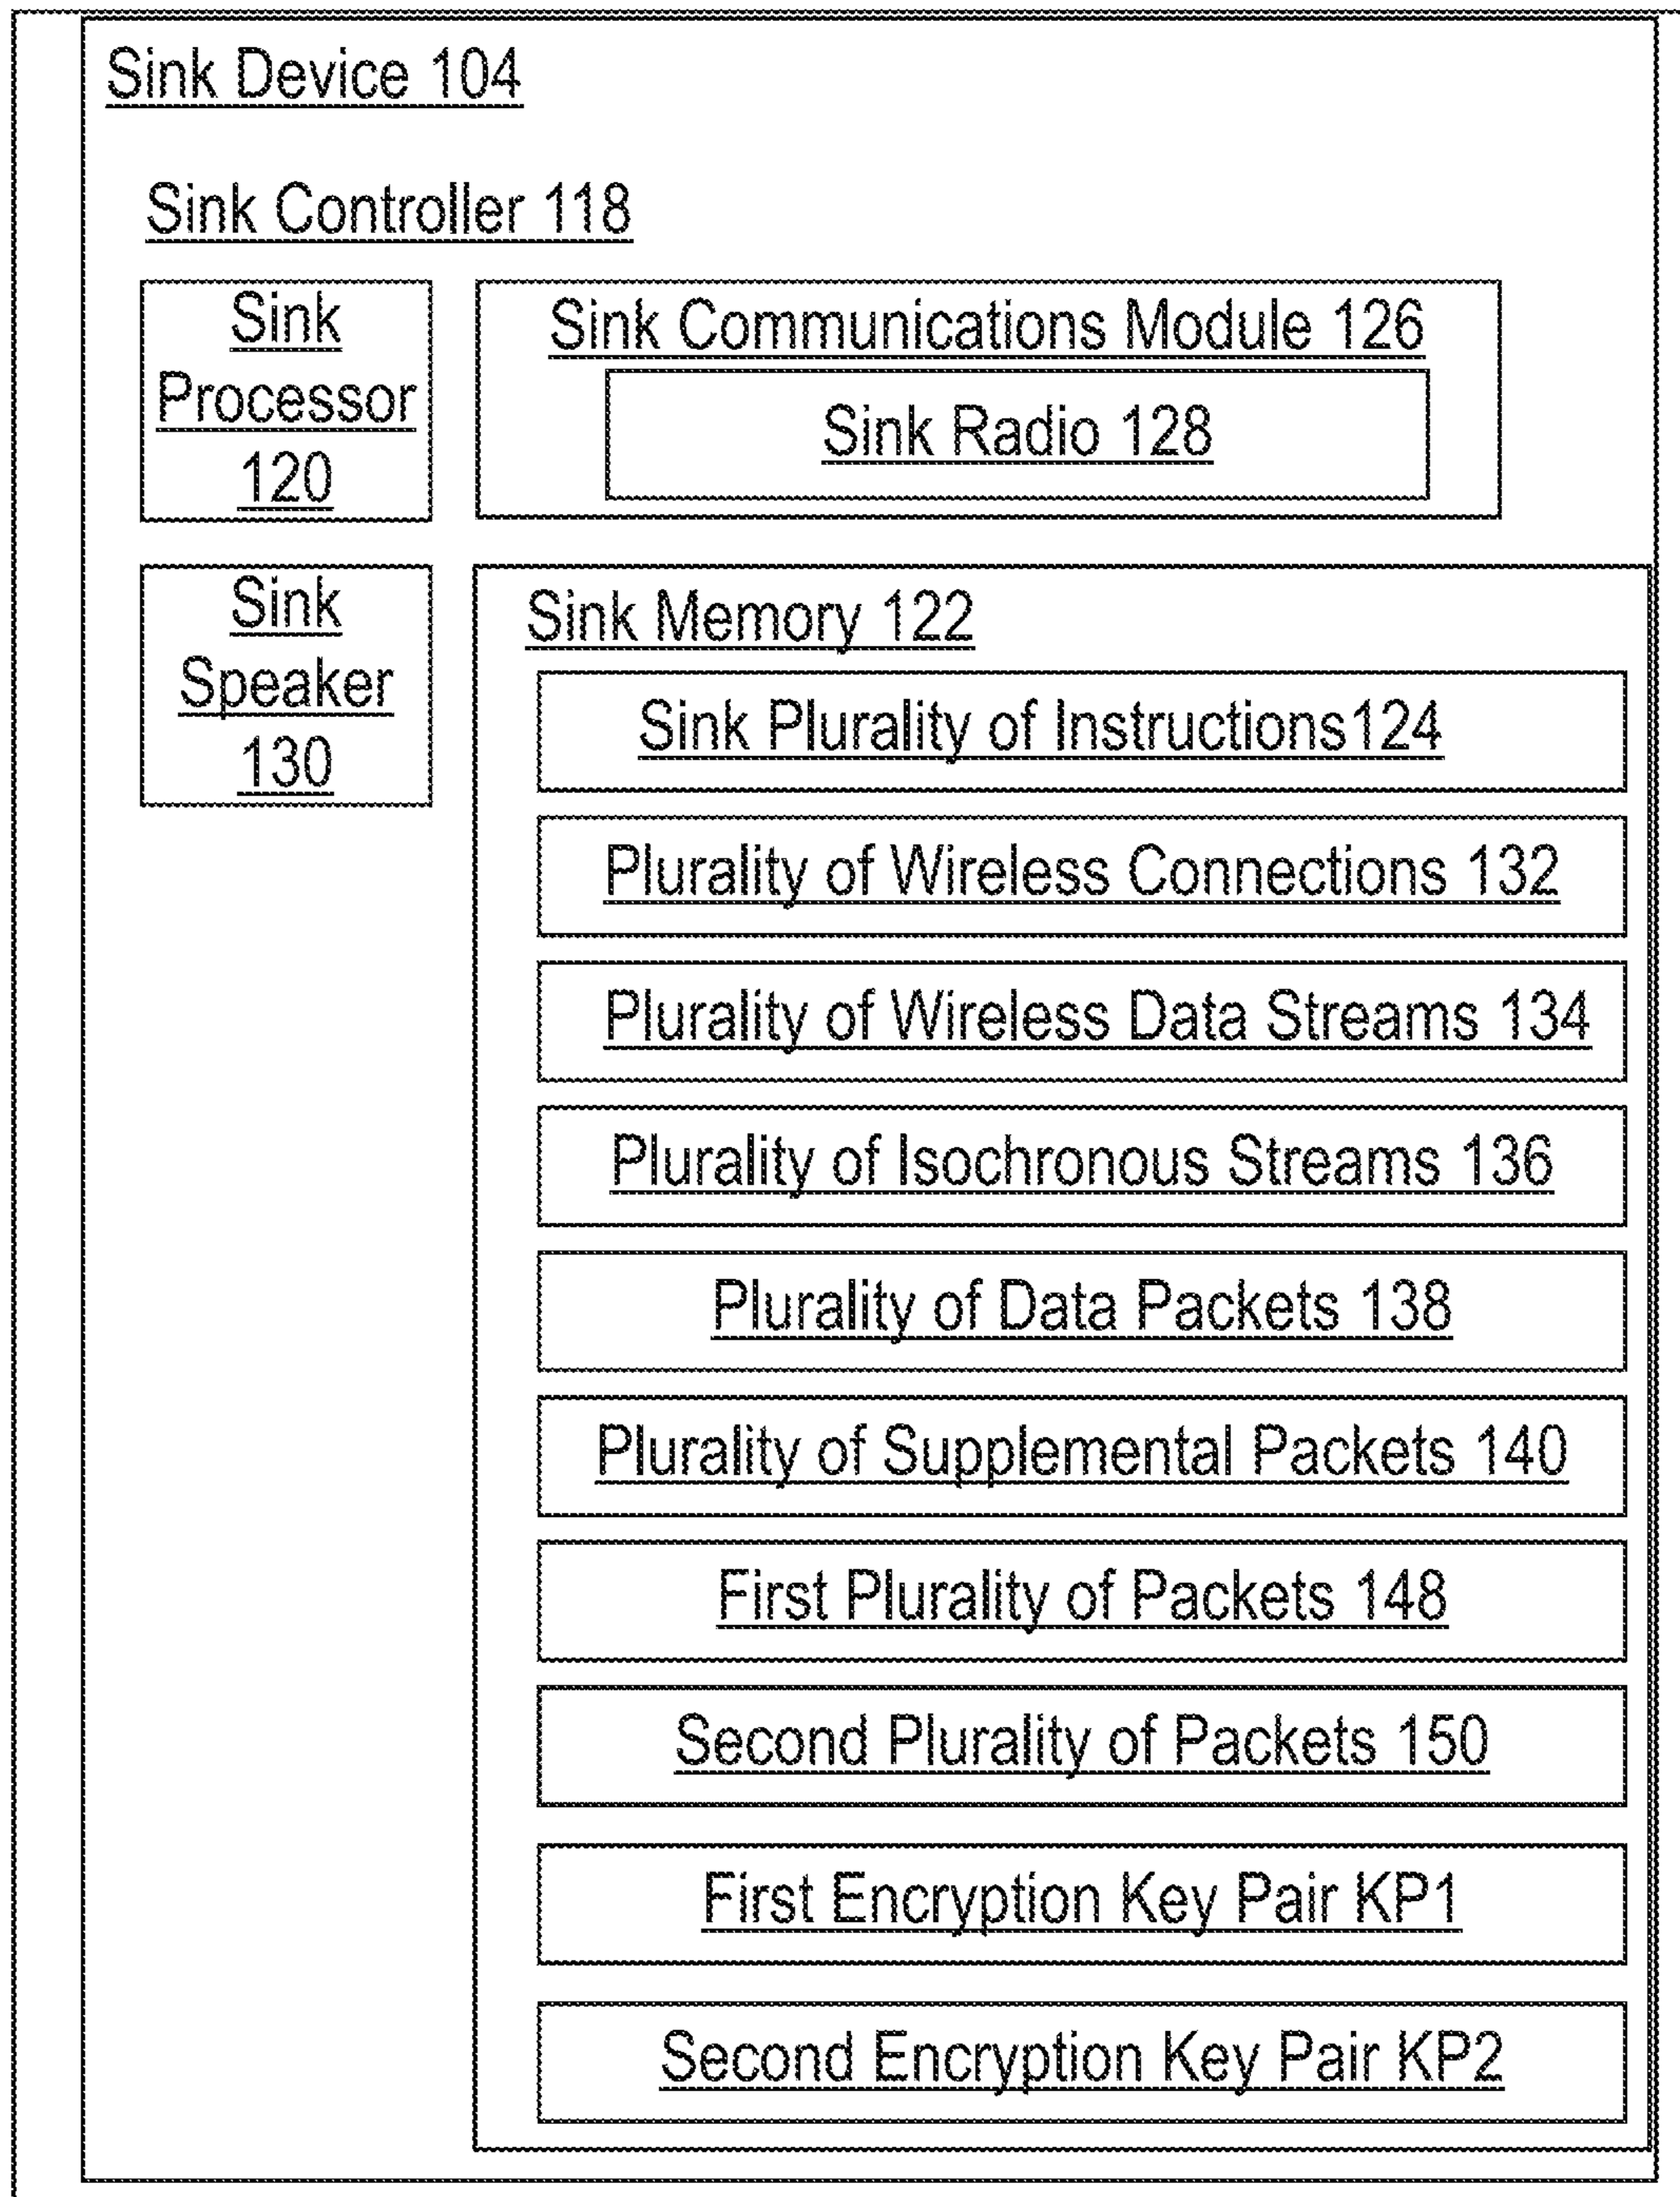 Sink Device 104
Sink Controller 118
Sink
Processor
120
Sink Communications Module 126
Sink Radio 128
Sink
Speaker
130
Sink Memory 122
Sink Plurality of Instructions124
Plurality of Wireless Connections 132
Plurality of Wireless Data Streams 134
Plurality of Isochronous Streams 136
Plurality of Data Packets 138
Plurality of Supplemental Packets 140
First Plurality of Packets 148
Second Plurality of Packets 150
First Encryption Key Pair KP1
Second Encryption Key Pair KP2